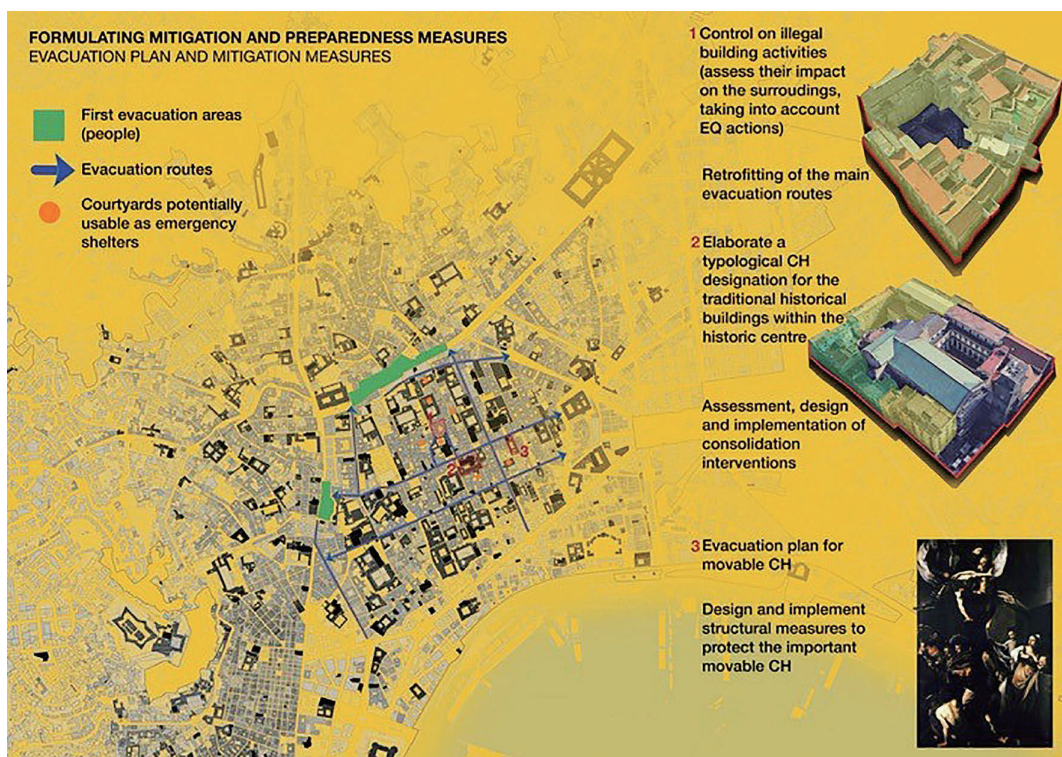 FORMULATING MITIGATION AND PREPAREDNESS MEASURES
EVACUATION PLAN AND MITIGATION MEASURES
First evacuation areas
(people)
Evacuation routes
Courtyards potentially
usable as emergency
shelters
1 Control on illegal
building activities
(assess their impact
on the surroudings,
taking into account
EQ actions)
Retrofitting of the main
evacuation routes
2 Elaborate a
typological CH
designation for the
traditional historical
buildings within the
historic centre
Assessment, design
and implementation of
consolidation
interventions
3 Evacuation plan for
movable CH
Design and implement
structural measures to
protect the important
movable CH
1
2
3